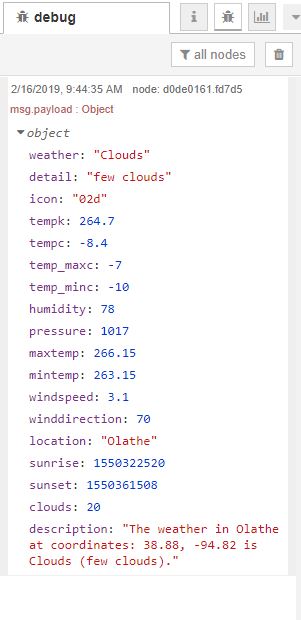 debug
all nodes
2/16/2019, 9:44:35 AM node: d0de0161.fd7d5
msg.payload : Object
object
weather: "Clouds"
detail: "few clouds"
icon: "02d"
tempk: 264.7
tempc: -8.4
temp_maxc: -7
temp_minc: -10
humidity: 78
pressure: 1017
maxtemp: 266.15
mintemp: 263.15
windspeed: 3.1
winddirection: 70
location: "Olathe"
sunrise: 1550322520
sunset: 1550361508
clouds: 20
description: "The weather in Olathe
at coordinates: 38.88, -94.82 is
Clouds (few clouds)."